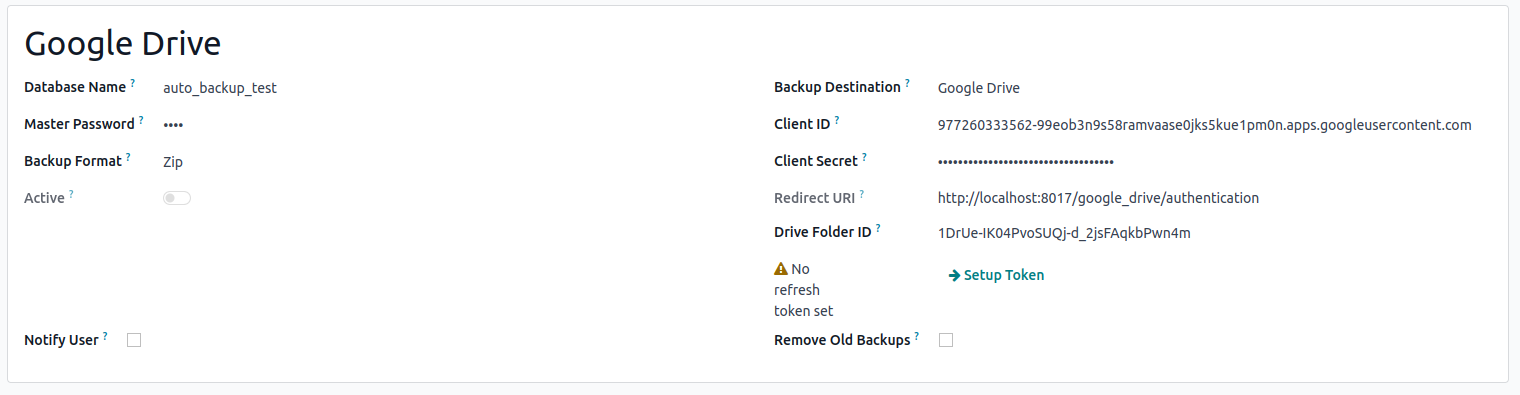 Google Drive
Database Name ? auto_backup_test
Backup Destination ? Google Drive
Master Password ? ••••
Client ID ? 977260333562-99eob3n9s58ramvaase0jks5kue1pm0n.apps.googleusercontent.com
Backup Format ? Zip
Client Secret ? •••••••••••••••••••••••••••••••••••
Active ?
Redirect URI ? http://localhost:8017/google_drive/authentication
Drive Folder ID ? 1DrUe-IK04PvoSUQj-d_2jsFAqkbPwn4m
No
refresh
token set
Setup Token
Notify User ?
Remove Old Backups ?